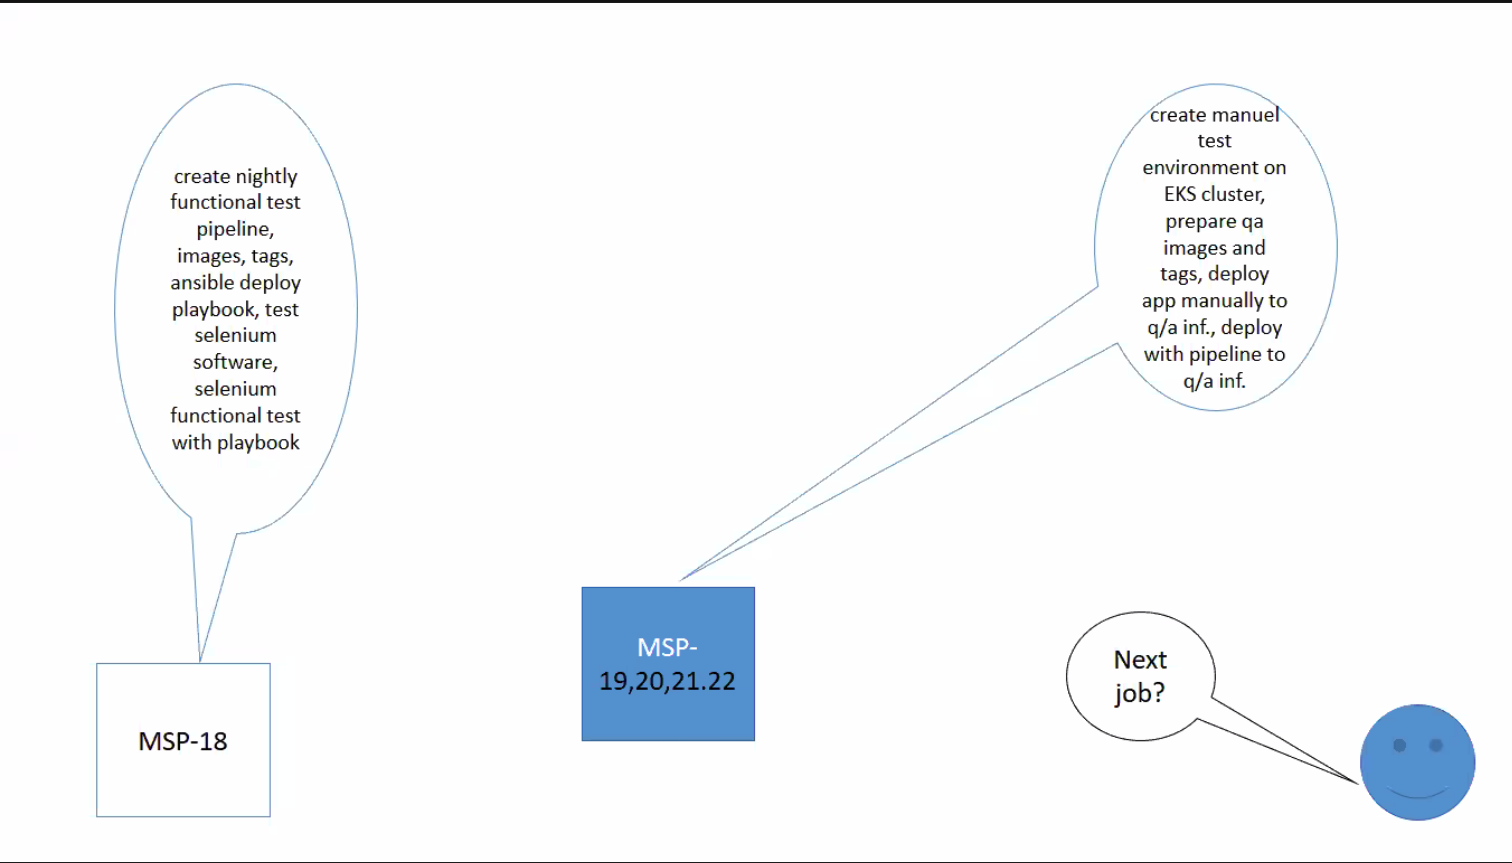 create nightly
functional test
pipeline,
images, tags,
ansible deploy
playbook, test
selenium
software,
selenium
functional test
with playbook
MSP-18
create manuel
test
environment on
EKS cluster,
prepare qa
images and
tags, deploy
app manually to
q/a inf., deploy
with pipeline to
q/a inf.
MSP-
19,20,21.22
Next
job?